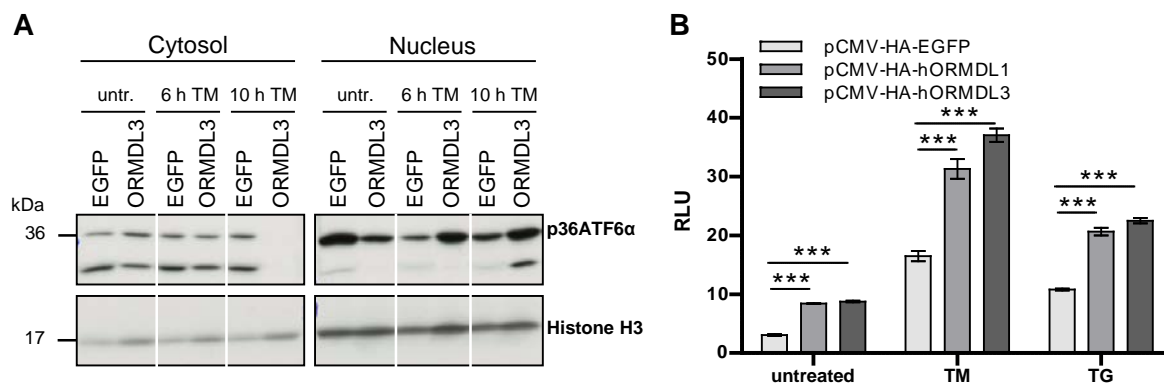 A
Cytosol Nucleus
untr. 6 h TM 10 h TM untr. 6 h TM 10 h TM
EGFP ORMDL3 EGFP ORMDL3 EGFP ORMDL3 EGFP ORMDL3 EGFP ORMDL3 EGFP ORMDL3
kDa
36 p36ATF6α
17 Histone H3
B
pCMV-HA-EGFP
pCMV-HA-hORMDL1
pCMV-HA-hORMDL3
RLU
50
40
30
20
10
0
*** ***
*** ***
*** ***
untreated TM TG